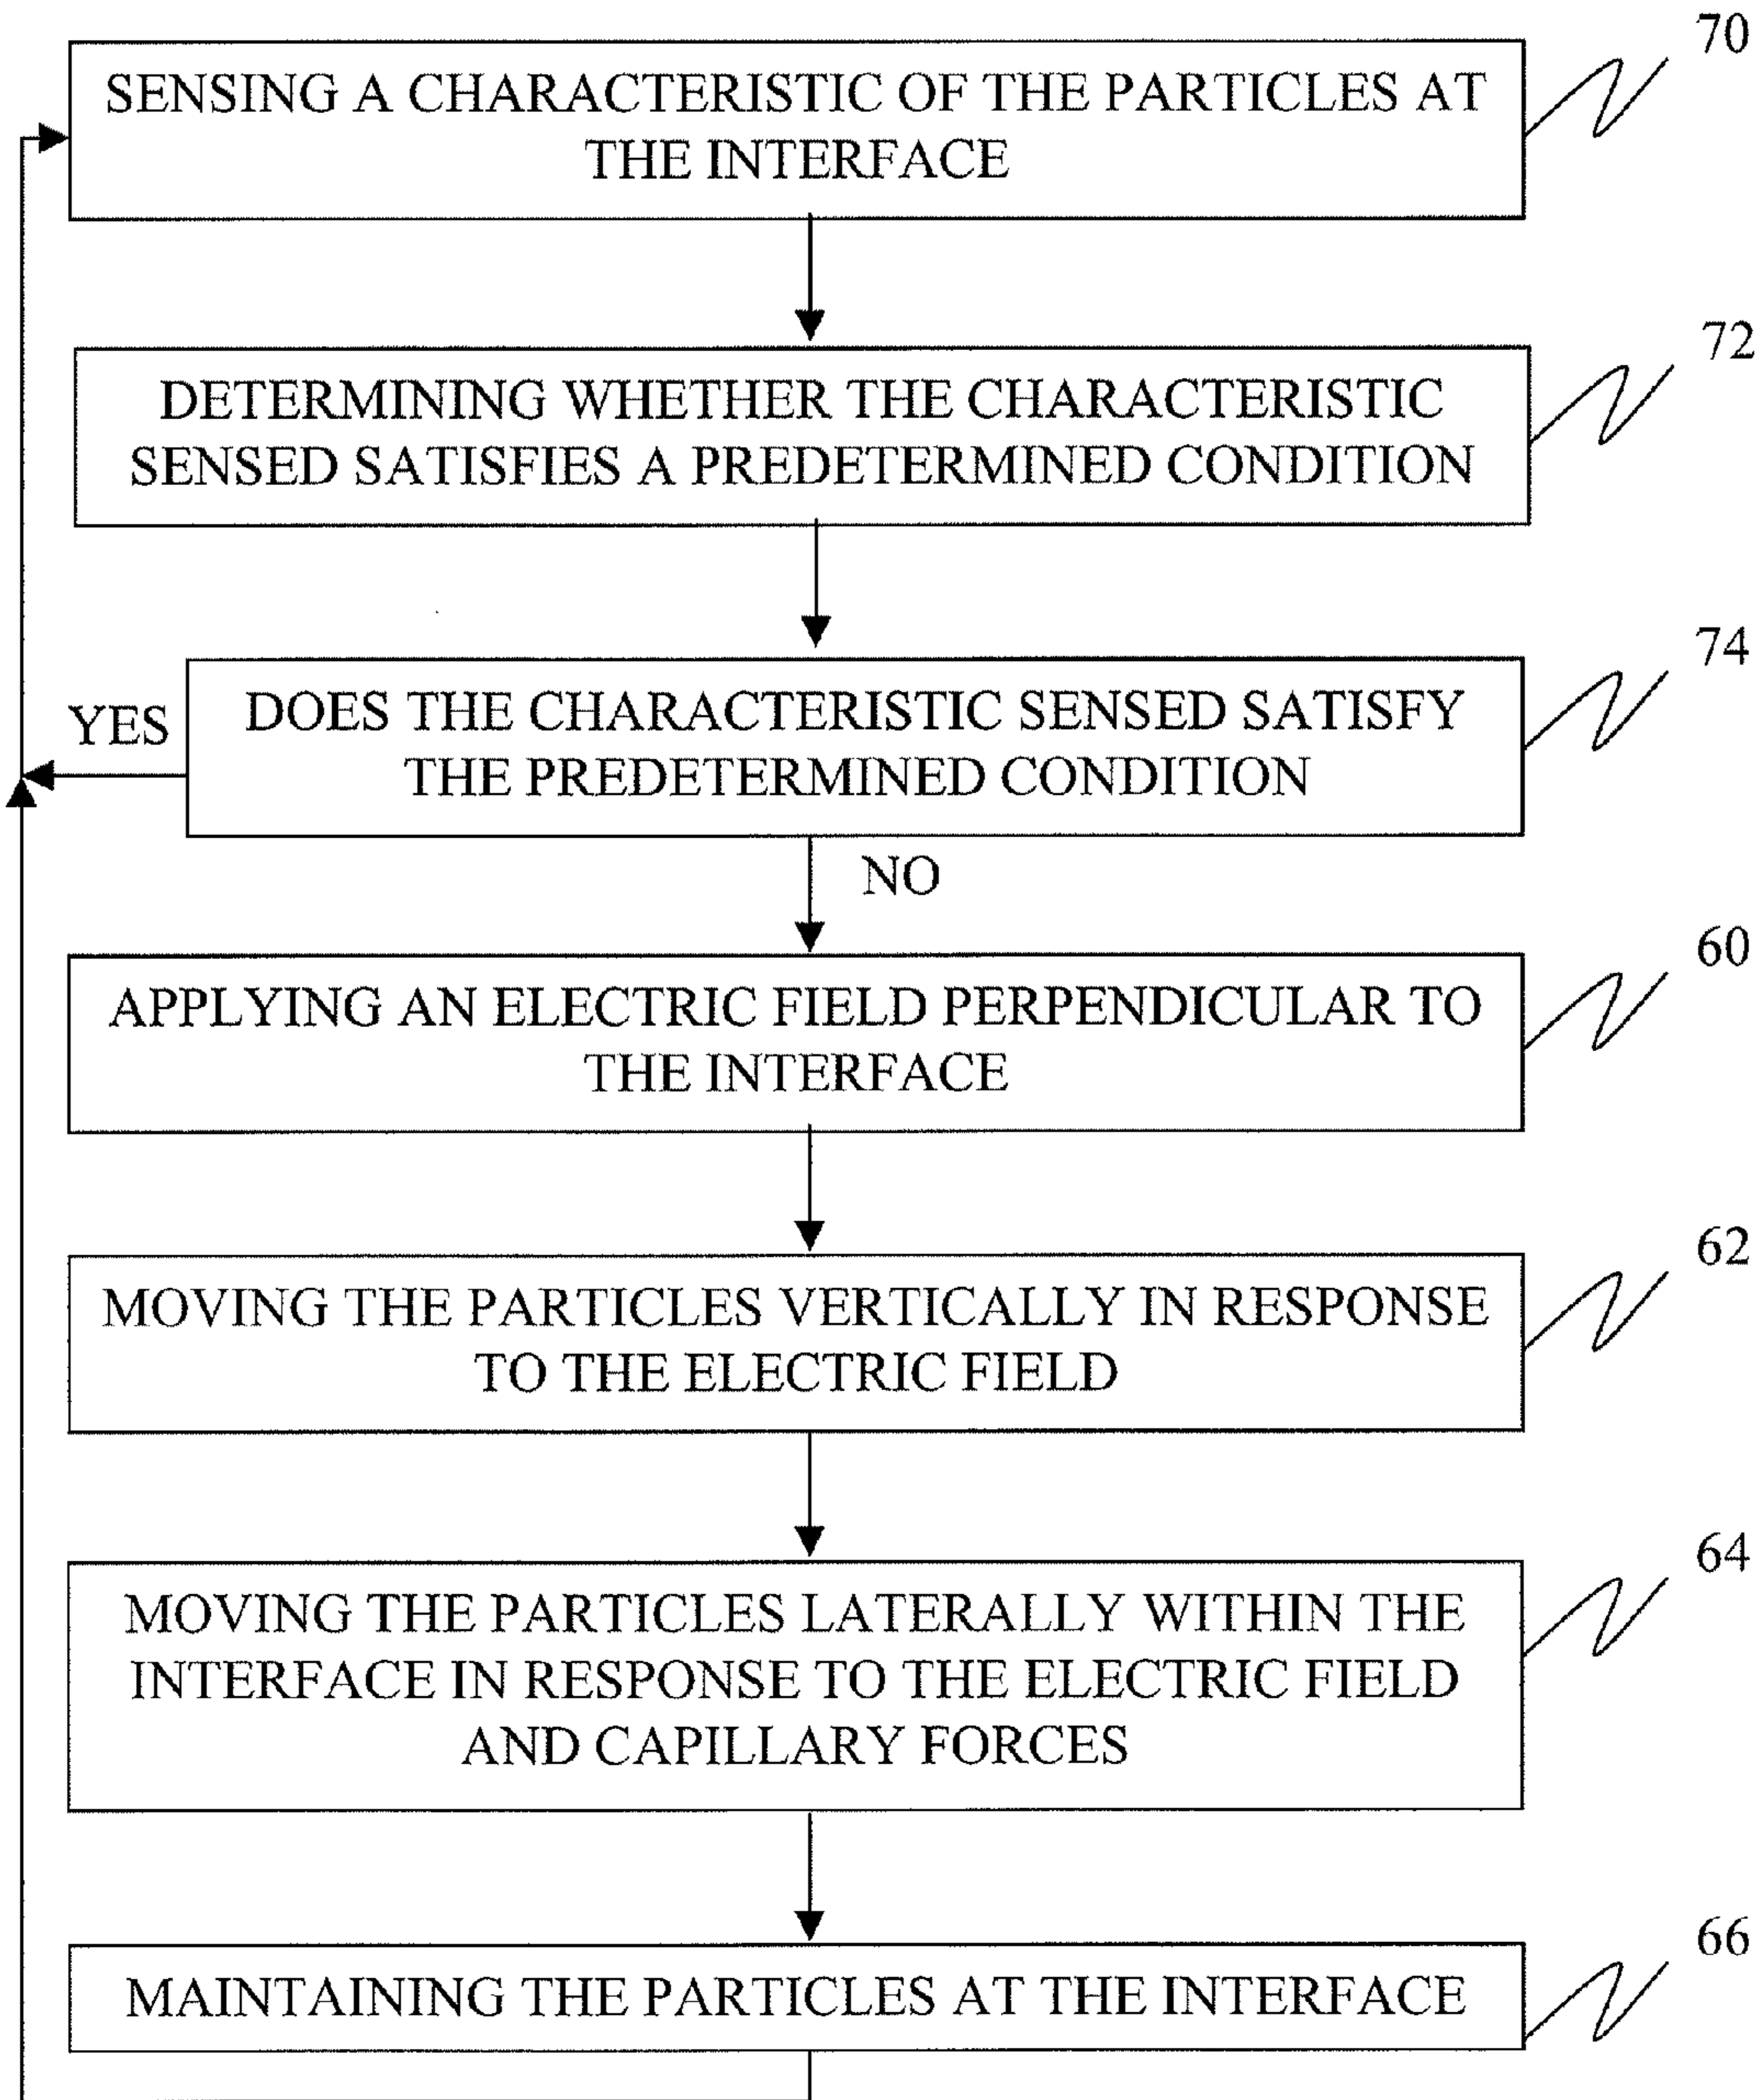 70
SENSING A CHARACTERISTIC OF THE PARTICLES AT
THE INTERFACE
72
DETERMINING WHETHER THE CHARACTERISTIC
SENSED SATISFIES A PREDETERMINED CONDITION
74
YES
DOES THE CHARACTERISTIC SENSED SATISFY
THE PREDETERMINED CONDITION
NO
60
APPLYING AN ELECTRIC FIELD PERPENDICULAR TO
THE INTERFACE
62
MOVING THE PARTICLES VERTICALLY IN RESPONSE
TO THE ELECTRIC FIELD
64
MOVING THE PARTICLES LATERALLY WITHIN THE
INTERFACE IN RESPONSE TO THE ELECTRIC FIELD
AND CAPILLARY FORCES
66
MAINTAINING THE PARTICLES AT THE INTERFACE